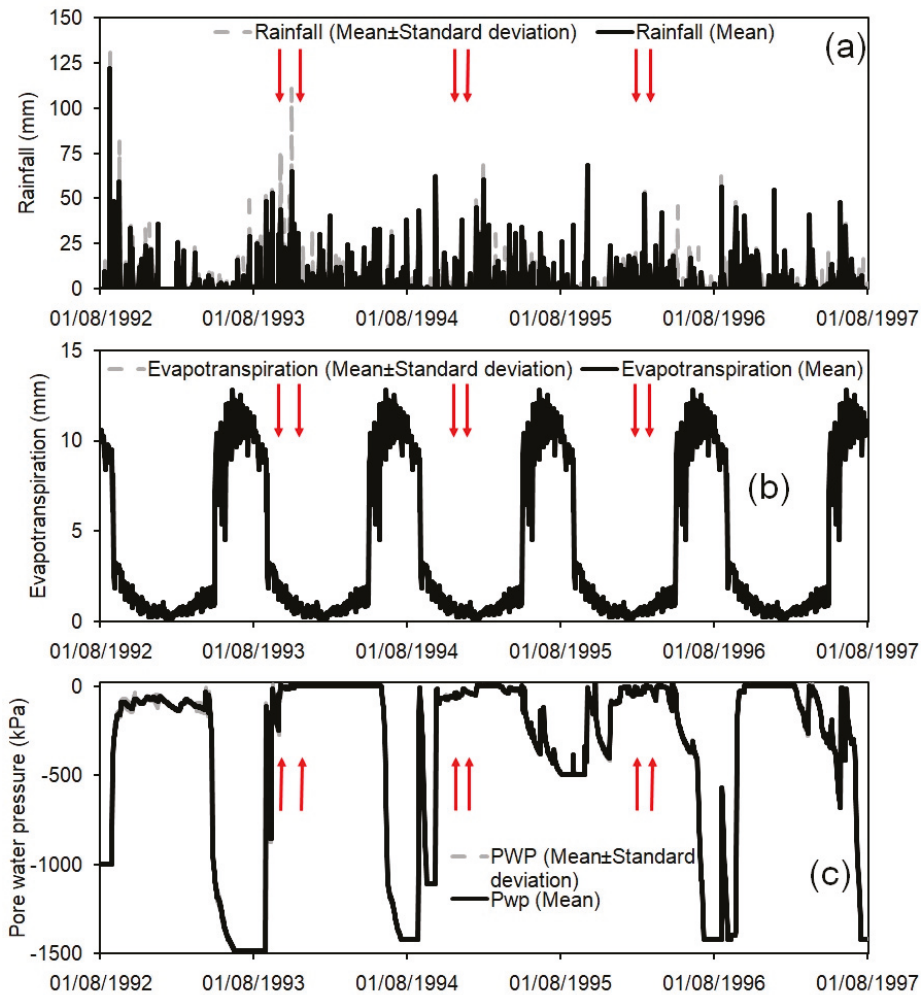 150
Rainfall (Mean±Standard deviation) Rainfall (Mean)
(a)
125
100
75
50
25
0
Rainfall (mm)
01/08/1992 01/08/1993 01/08/1994 01/08/1995 01/08/1996 01/08/1997
15
Evapotranspiration (Mean±Standard deviation) Evapotranspiration (Mean)
10
5
0
Evapotranspiration (mm)
(b)
01/08/1992 01/08/1993 01/08/1994 01/08/1995 01/08/1996 01/08/1997
0
-500
-1000
-1500
Pore water pressure (kPa)
PWP (Mean±Standard
deviation)
Pwp (Mean)
(c)
01/08/1992 01/08/1993 01/08/1994 01/08/1995 01/08/1996 01/08/1997